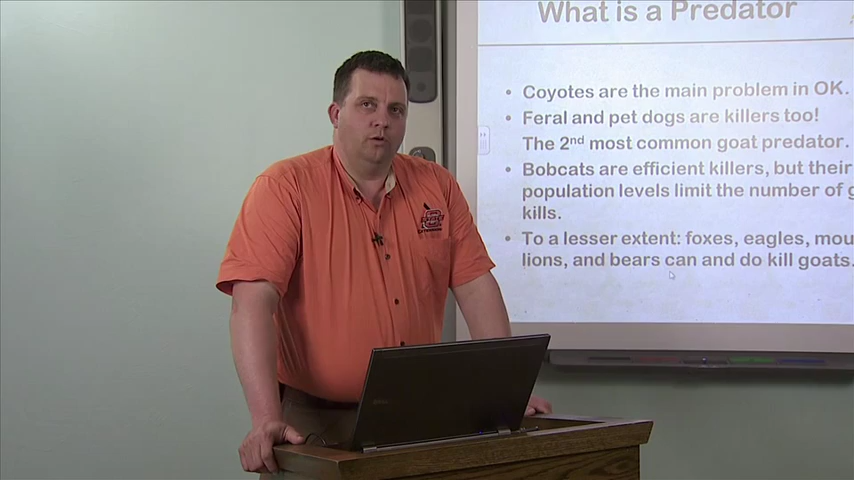 What is a Predator
• Coyotes are the main problem in OK.
• Feral and pet dogs are killers too!
The 2nd most common goat predator.
• Bobcats are efficient killers, but their
population levels limit the number of g
kills.
• To a lesser extent: foxes, eagles, mou
lions, and bears can and do kill goats.